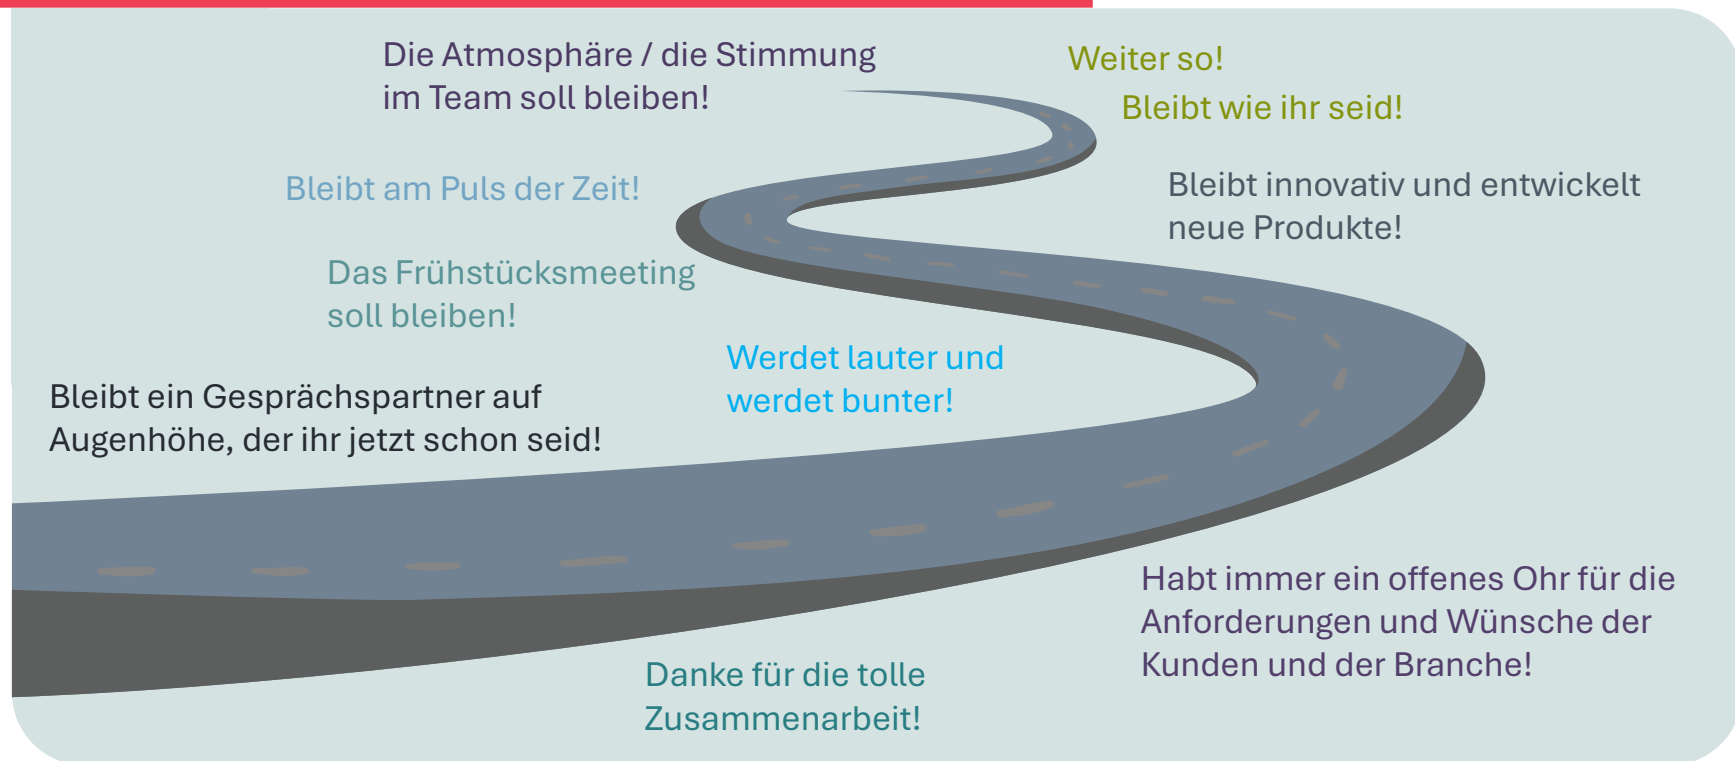 Die Atmosphäre / die Stimmung
im Team soll bleiben!
Weiter so!
Bleibt wie ihr seid!
Bleibt am Puls der Zeit!
Bleibt innovativ und entwickelt
neue Produkte!
Das Frühstücksmeeting
soll bleiben!
Werdet lauter und
werdet bunter!
Bleibt ein Gesprächspartner auf
Augenhöhe, der ihr jetzt schon seid!
Habt immer ein offenes Ohr für die
Anforderungen und Wünsche der
Kunden und der Branche!
Danke für die tolle
Zusammenarbeit!